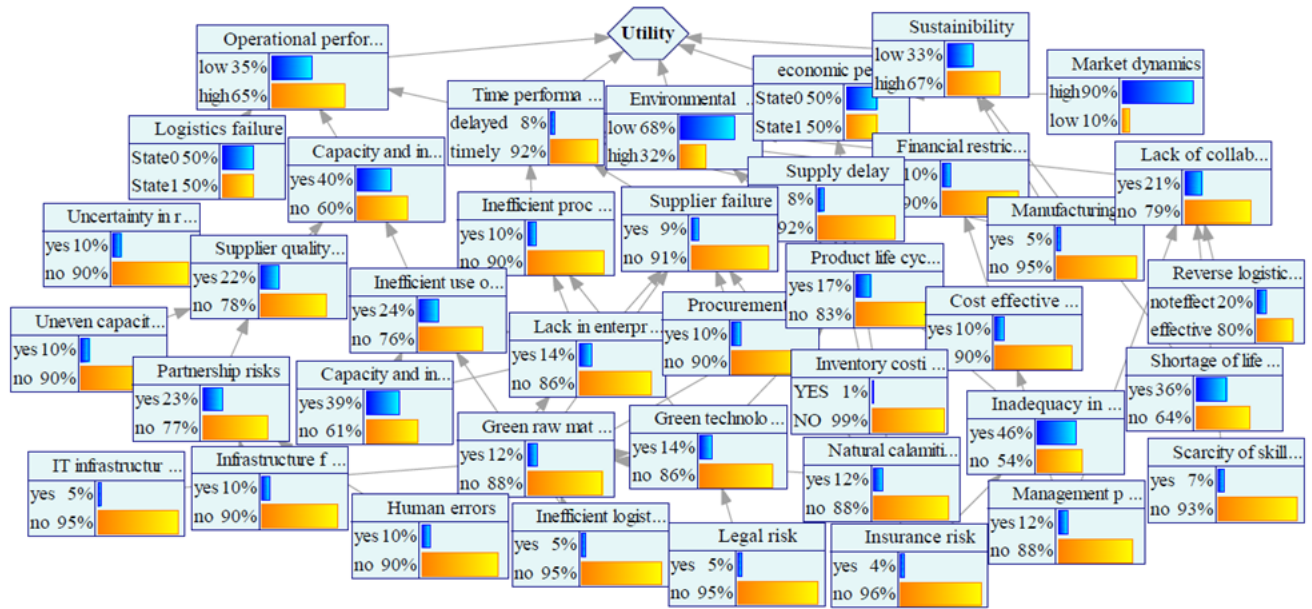 Utility
Operational perfor...
low 35%
high 65%
Sustainibility
low 33%
high 67%
economic pe
State0 50%
State1 50%
Market dynamics
high 90%
low 10%
Time performa ...
delayed 8%
timely 92%
Environmental ...
low 68%
high 32%
Logistics failure
State0 50%
State1 50%
Capacity and in...
yes 40%
no 60%
Financial restric...
10%
90%
Lack of collab...
yes 21%
no 79%
Supply delay
8%
92%
Uncertainty in r...
yes 10%
no 90%
Inefficient proc ...
yes 10%
no 90%
Supplier failure
yes 9%
no 91%
Manufacturing
yes 5%
no 95%
Supplier quality...
yes 22%
no 78%
Product life cyc...
yes 17%
no 83%
Inefficient use o...
yes 24%
no 76%
Reverse logistic...
noteffect 20%
effective 80%
Procurement
yes 10%
no 90%
Cost effective ...
yes 10%
90%
Uneven capacit...
yes 10%
no 90%
Lack in enterpr...
yes 14%
no 86%
Partnership risks
yes 23%
no 77%
Capacity and in...
yes 39%
no 61%
Inventory costi ...
YES 1%
NO 99%
Shortage of life ...
yes 36%
no 64%
Green raw mat ...
yes 12%
no 88%
Green technolo ...
yes 14%
no 86%
Inadequacy in ...
yes 46%
no 54%
IT infrastructur ...
yes 5%
no 95%
Infrastructure f ...
yes 10%
no 90%
Natural calamiti...
yes 12%
no 88%
Scarcity of skill...
yes 7%
no 93%
Human errors
yes 10%
no 90%
Inefficient logist...
yes 5%
no 95%
Legal risk
yes 5%
no 95%
Insurance risk
yes 4%
no 96%
Management p ...
yes 12%
no 88%